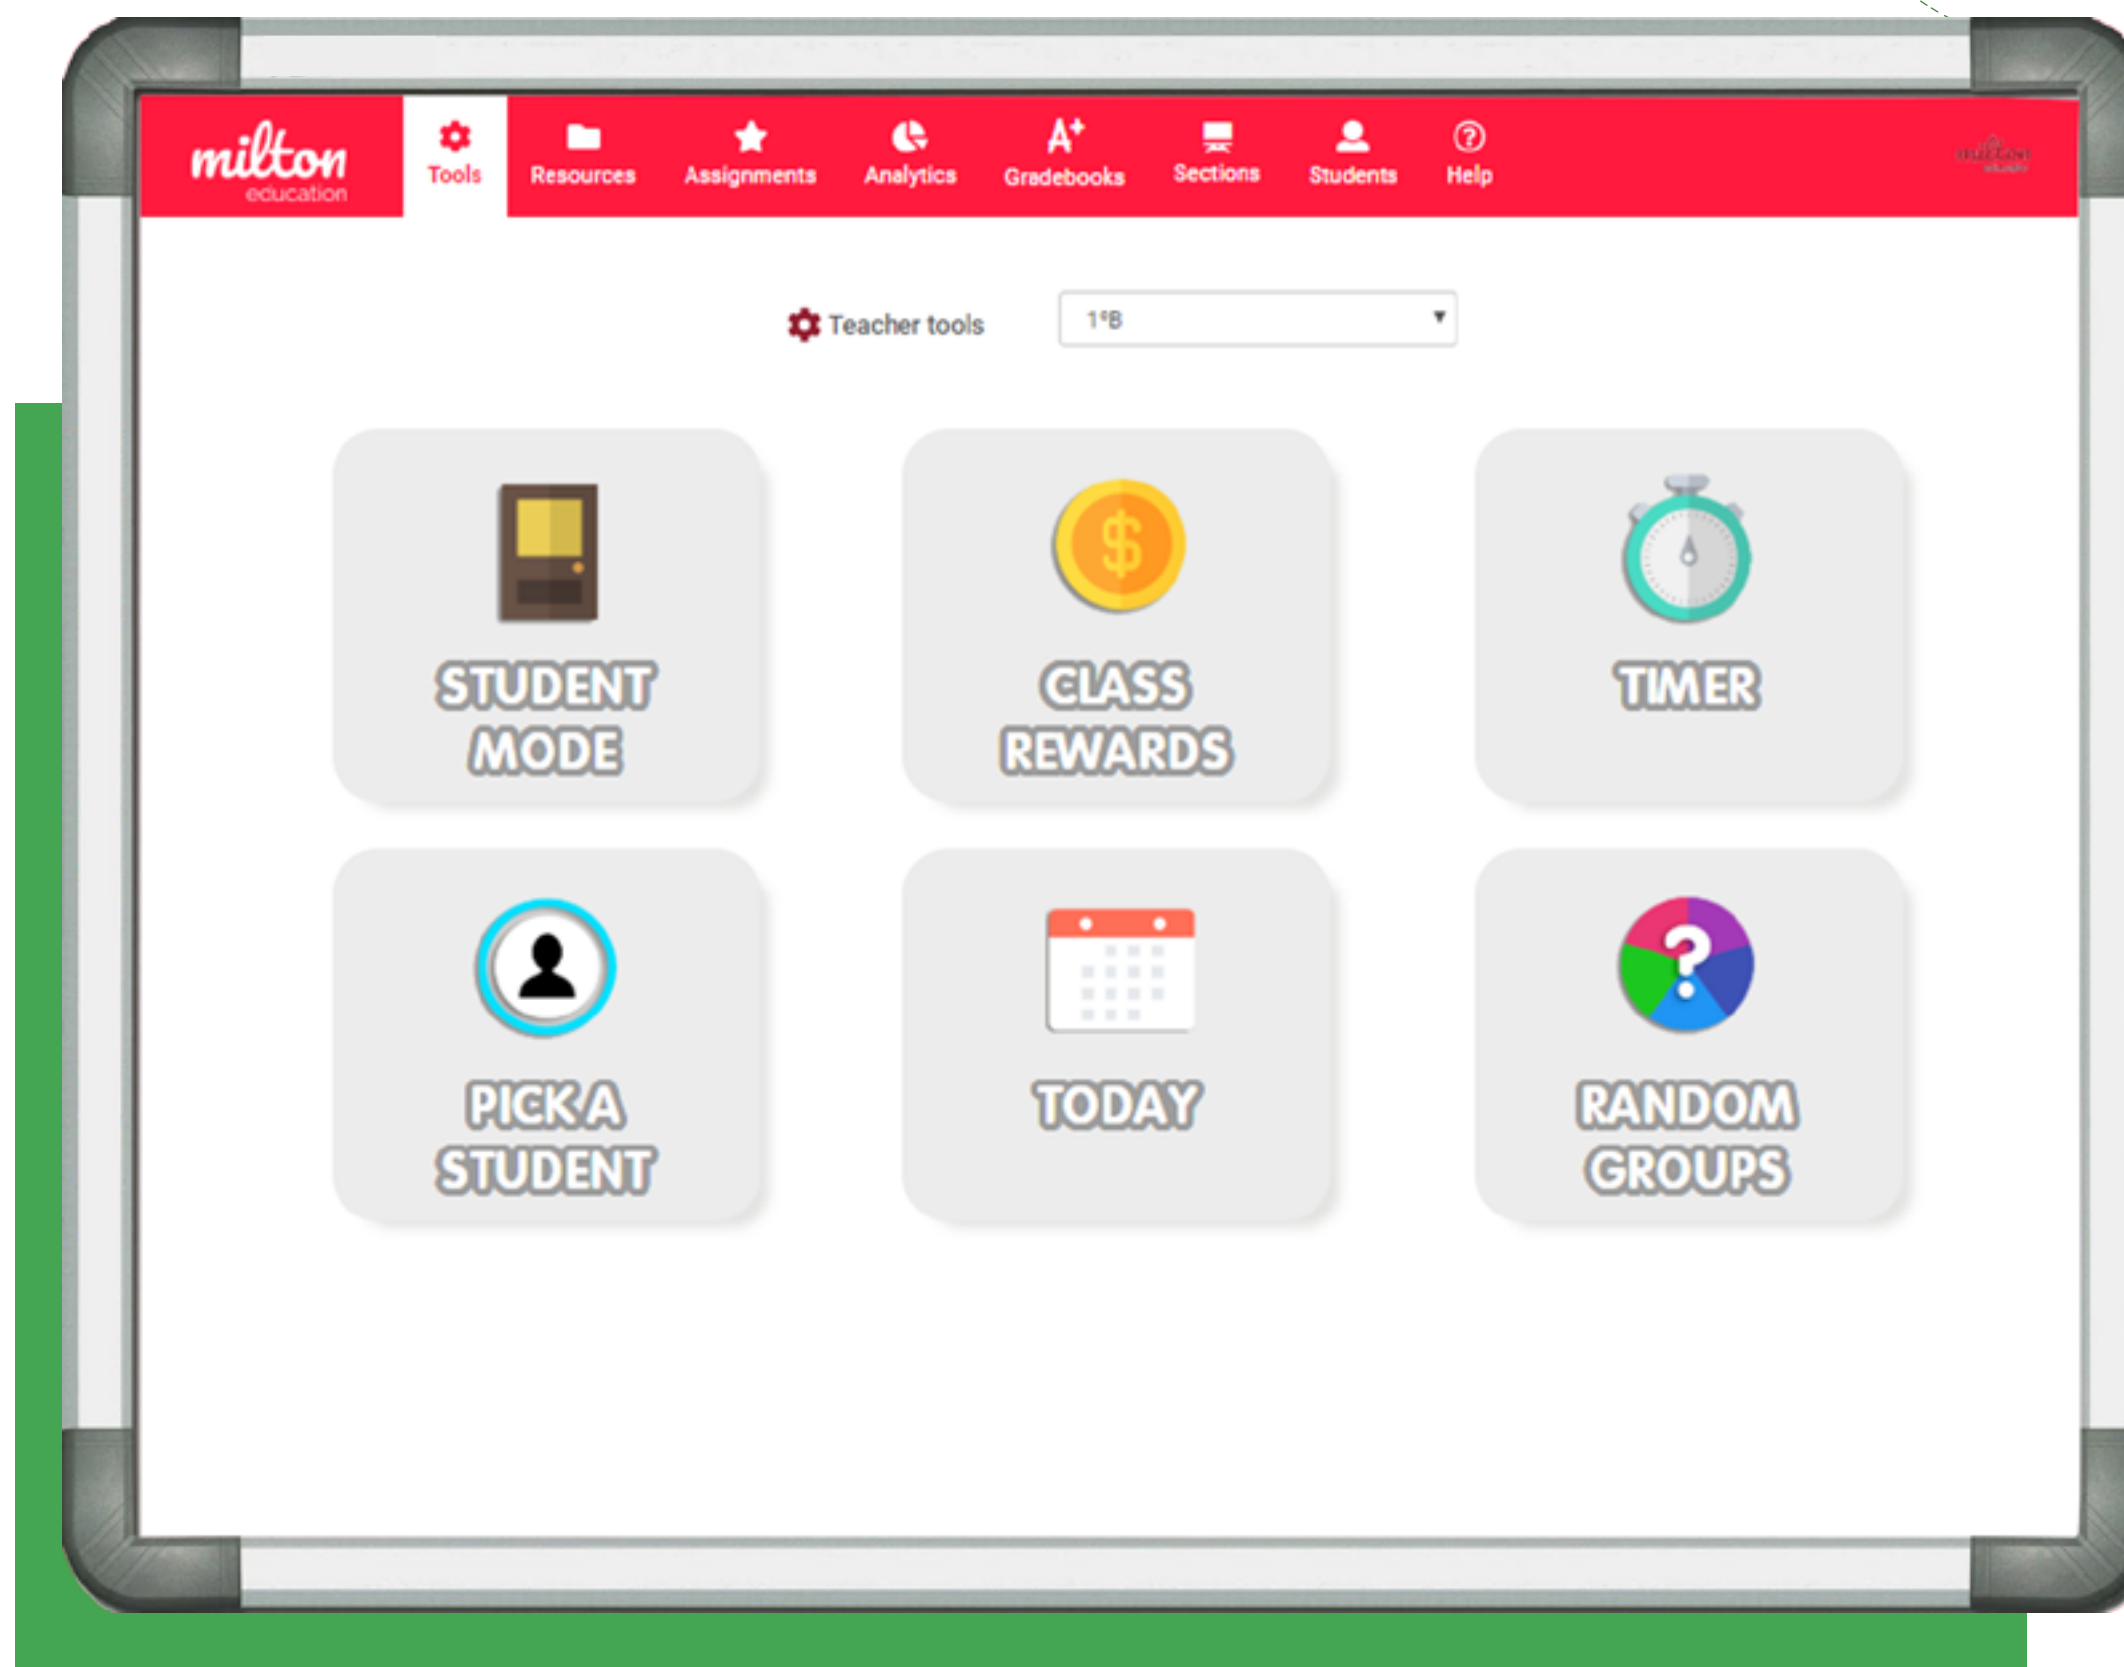 milton
education
Tools
Resources
Assignments
Analytics
A+
Gradebooks
Sections
Students
?
Help
milton
Teacher tools
1ºB
$
STUDENT
MODE
CLASS
REWARDS
TIMER
PICK A
STUDENT
TODAY
?
RANDOM
GROUPS